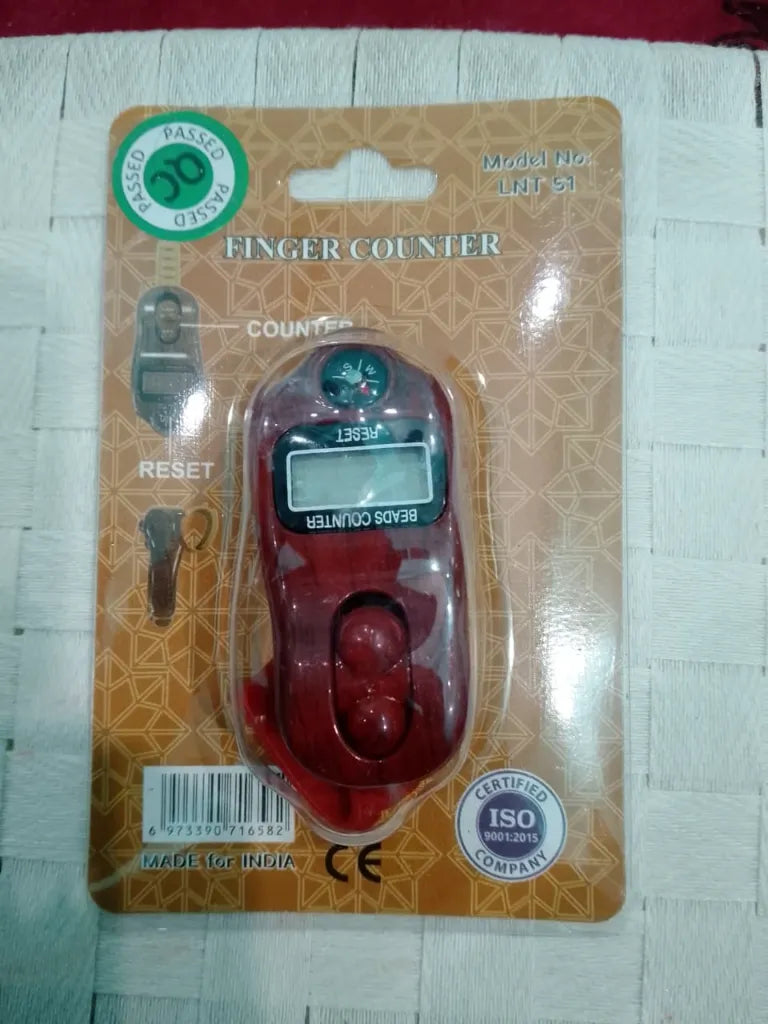 PASSED
PASSED
PASSED
QC
Model No:
LNT 51
FINGER COUNTER
COUNTER
S W
RESET
RESET
BEADS COUNTER
6 973390 716582
MADE for INDIA
CE
CERTIFIED
ISO
9001:2015
COMPANY